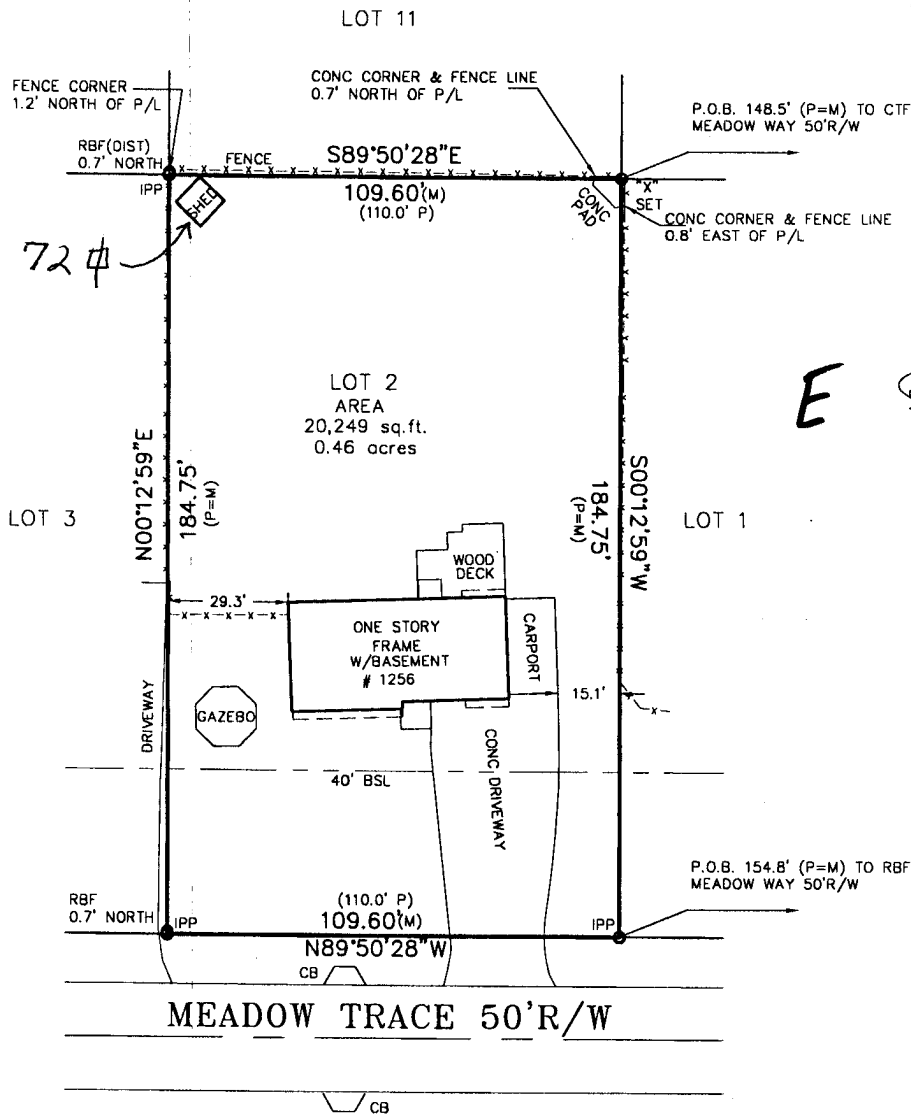 LOT 11
FENCE CORNER
1.2' NORTH OF P/L
CONC CORNER & FENCE LINE
0.7' NORTH OF P/L
P.O.B. 148.5' (P=M) TO CTF
MEADOW WAY 50'R/W
RBF(DIST)
0.7' NORTH
FENCE
S89°50'28"E
IPP
109.60'(M)
(110.0' P)
SHED
CONC
PAD
"X"
SET
CONC CORNER & FENCE LINE
0.8' EAST OF P/L
72
LOT 2
AREA
20,249 sq.ft.
0.46 acres
E
N00°12'59"E
184.75'
(P=M)
S00°12'59"W
184.75'
(P=M)
LOT 3
LOT 1
WOOD
DECK
29.3'
ONE STORY
FRAME
W/BASEMENT
# 1256
CARPORT
15.1'
GAZEBO
DRIVEWAY
CONC DRIVEWAY
40' BSL
P.O.B. 154.8' (P=M) TO RBF
MEADOW WAY 50'R/W
RBF
0.7' NORTH
IPP
(110.0' P)
109.60'(M)
N89°50'28"W
IPP
CB
MEADOW TRACE 50'R/W
CB